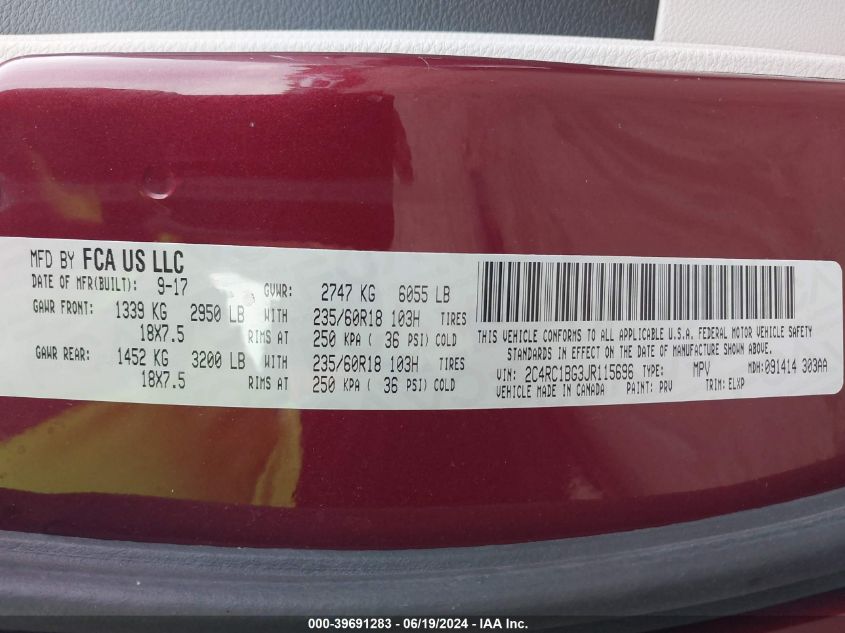 MFD BY FCA US LLC
DATE OF MFR(BUILT): 9-17 GVWR: 2747 KG 6055 LB
GAWR FRONT: 1339 KG 2950 LB WITH 235/60R18 103H TIRES
18X7.5 RIMS AT 250 KPA ( 36 PSI) COLD
GAWR REAR: 1452 KG 3200 LB WITH 235/60R18 103H TIRES
18X7.5 RIMS AT 250 KPA ( 36 PSI) COLD
THIS VEHICLE CONFORMS TO ALL APPLICABLE U.S.A. FEDERAL MOTOR VEHICLE SAFETY
STANDARDS IN EFFECT ON THE DATE OF MANUFACTURE SHOWN ABOVE.
VIN: 2C4RC1BG3JR115696 TYPE: MPV MDH:091414 303AA
VEHICLE MADE IN CANADA PAINT: PRV TRIM: ELXP
000-39691283 - 06/19/2024 - IAA Inc.